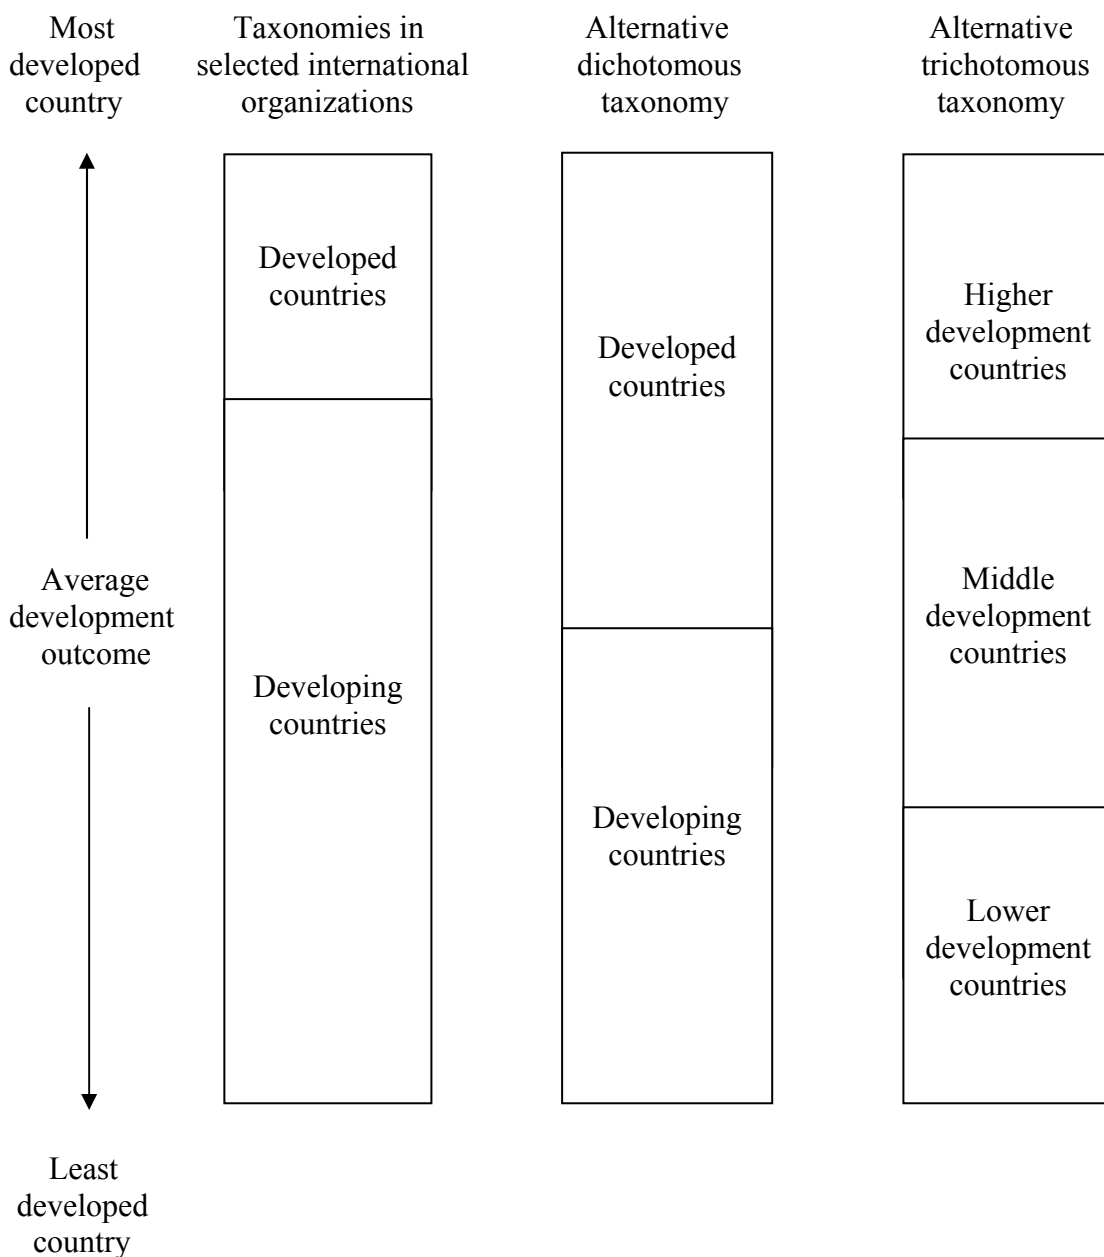 Most
developed
country
Taxonomies in
selected international
organizations
Alternative
dichotomous
taxonomy
Alternative
trichotomous
taxonomy
Developed
countries
Developed
countries
Higher
development
countries
Average
development
outcome
Developing
countries
Middle
development
countries
Developing
countries
Lower
development
countries
Least
developed
country